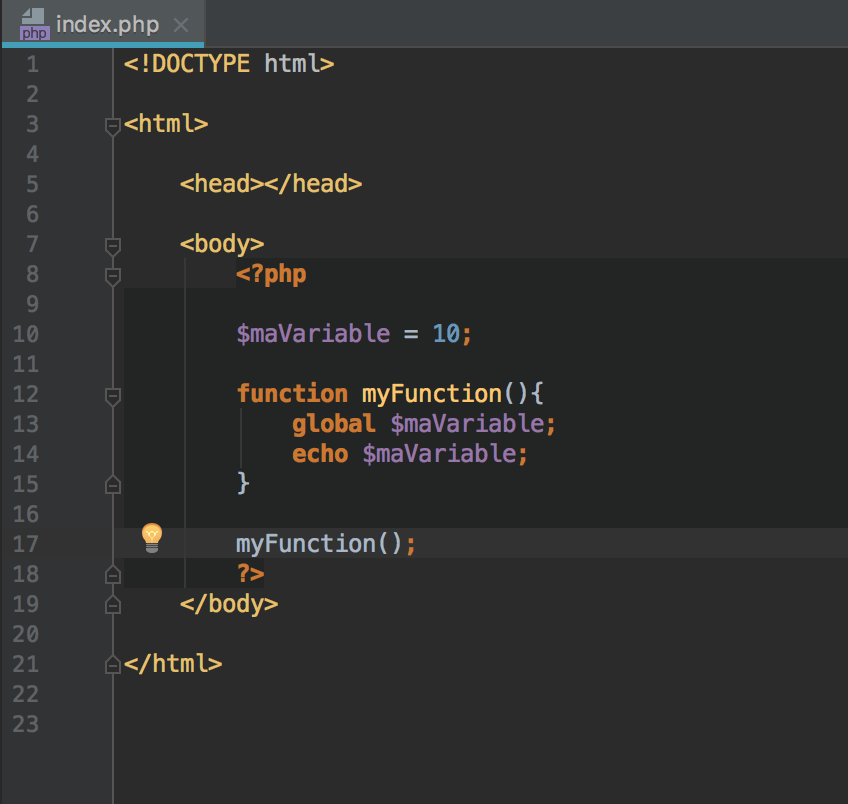 php index.php
1 <!DOCTYPE html>
2
3 <html>
4
5     <head></head>
6
7     <body>
8         <?php
9
10         $maVariable = 10;
11
12         function myFunction(){
13             global $maVariable;
14             echo $maVariable;
15         }
16
17         myFunction();
18         ?>
19     </body>
20
21 </html>
22
23